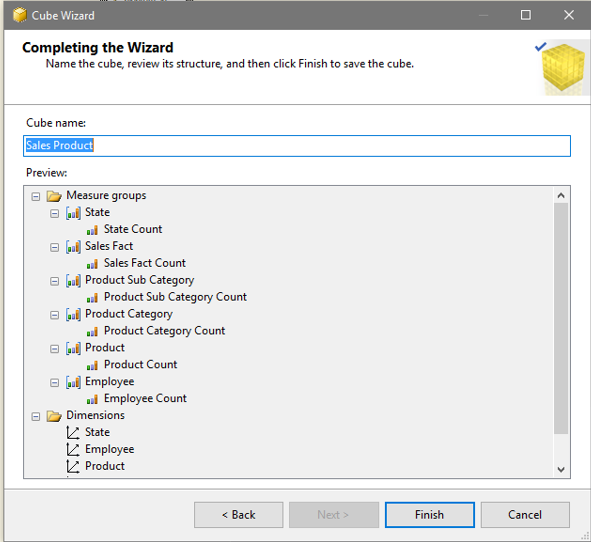 Cube Wizard
Completing the Wizard
Name the cube, review its structure, and then click Finish to save the cube.
Cube name:
Sales Product
Preview:
Measure groups
State
State Count
Sales Fact
Sales Fact Count
Product Sub Category
Product Sub Category Count
Product Category
Product Category Count
Product
Product Count
Employee
Employee Count
Dimensions
State
Employee
Product
< Back
Next >
Finish
Cancel